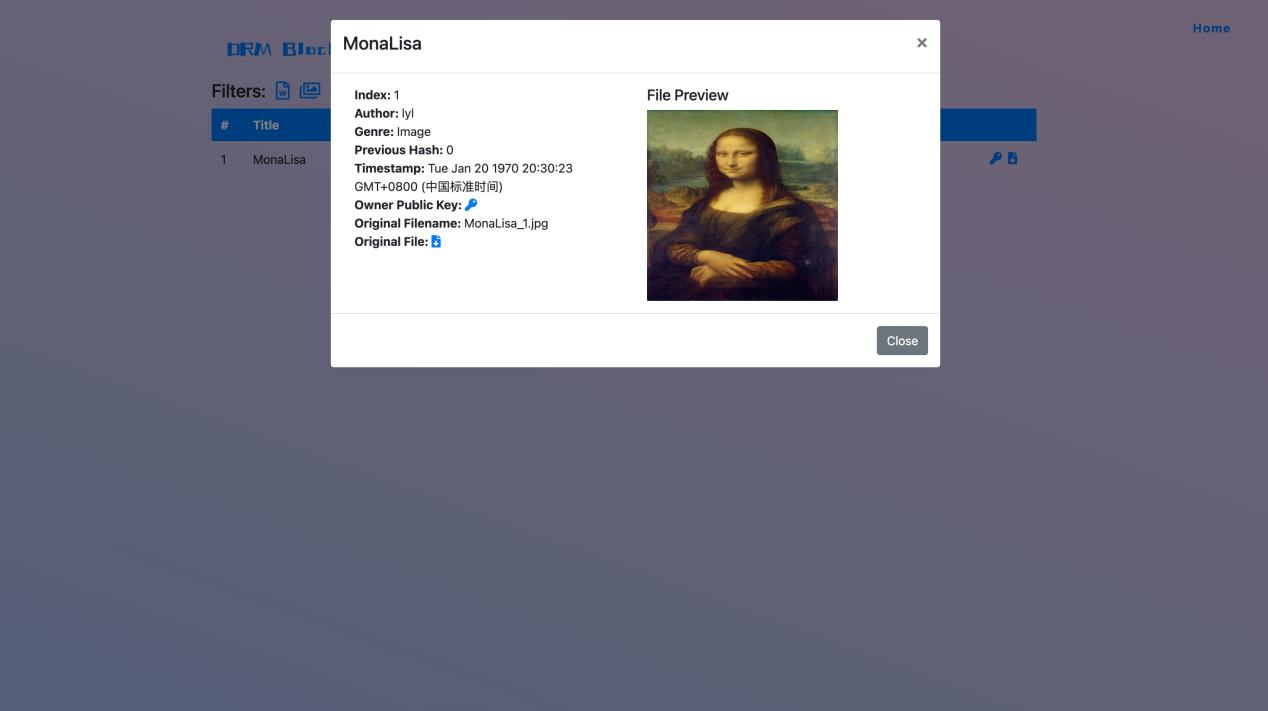 Home
DRM
Filters:
# Title
1 MonaLisa
MonaLisa
×
Index: 1
Author: lyl
Genre: Image
Previous Hash: 0
Timestamp: Tue Jan 20 1970 20:30:23
GMT+0800 (中国标准时间)
Owner Public Key:
Original Filename: MonaLisa_1.jpg
Original File:
File Preview
Close